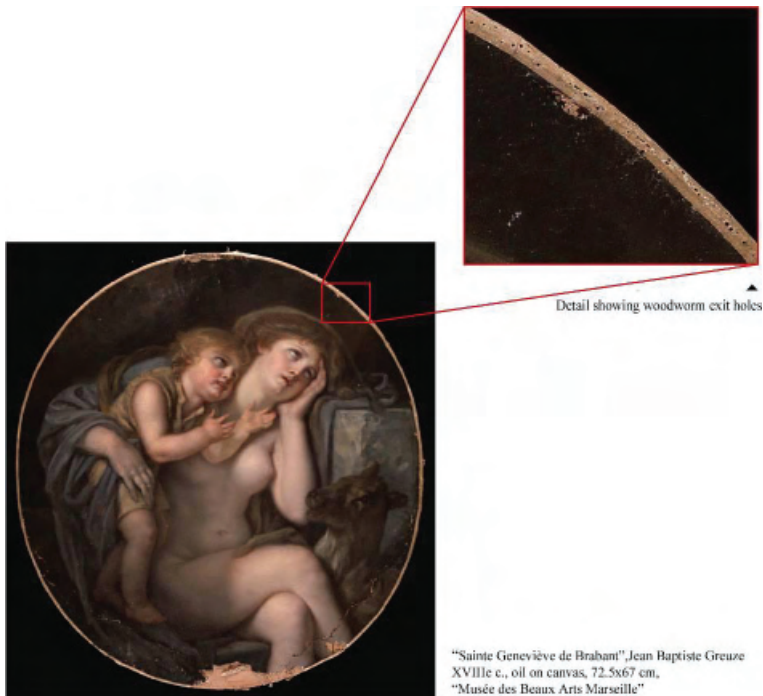 Detail showing woodworm exit holes
“Sainte Geneviève de Brabant”,Jean Baptiste Greuze
XVIIIe c., oil on canvas, 72.5x67 cm,
“Musée des Beaux Arts Marseille”